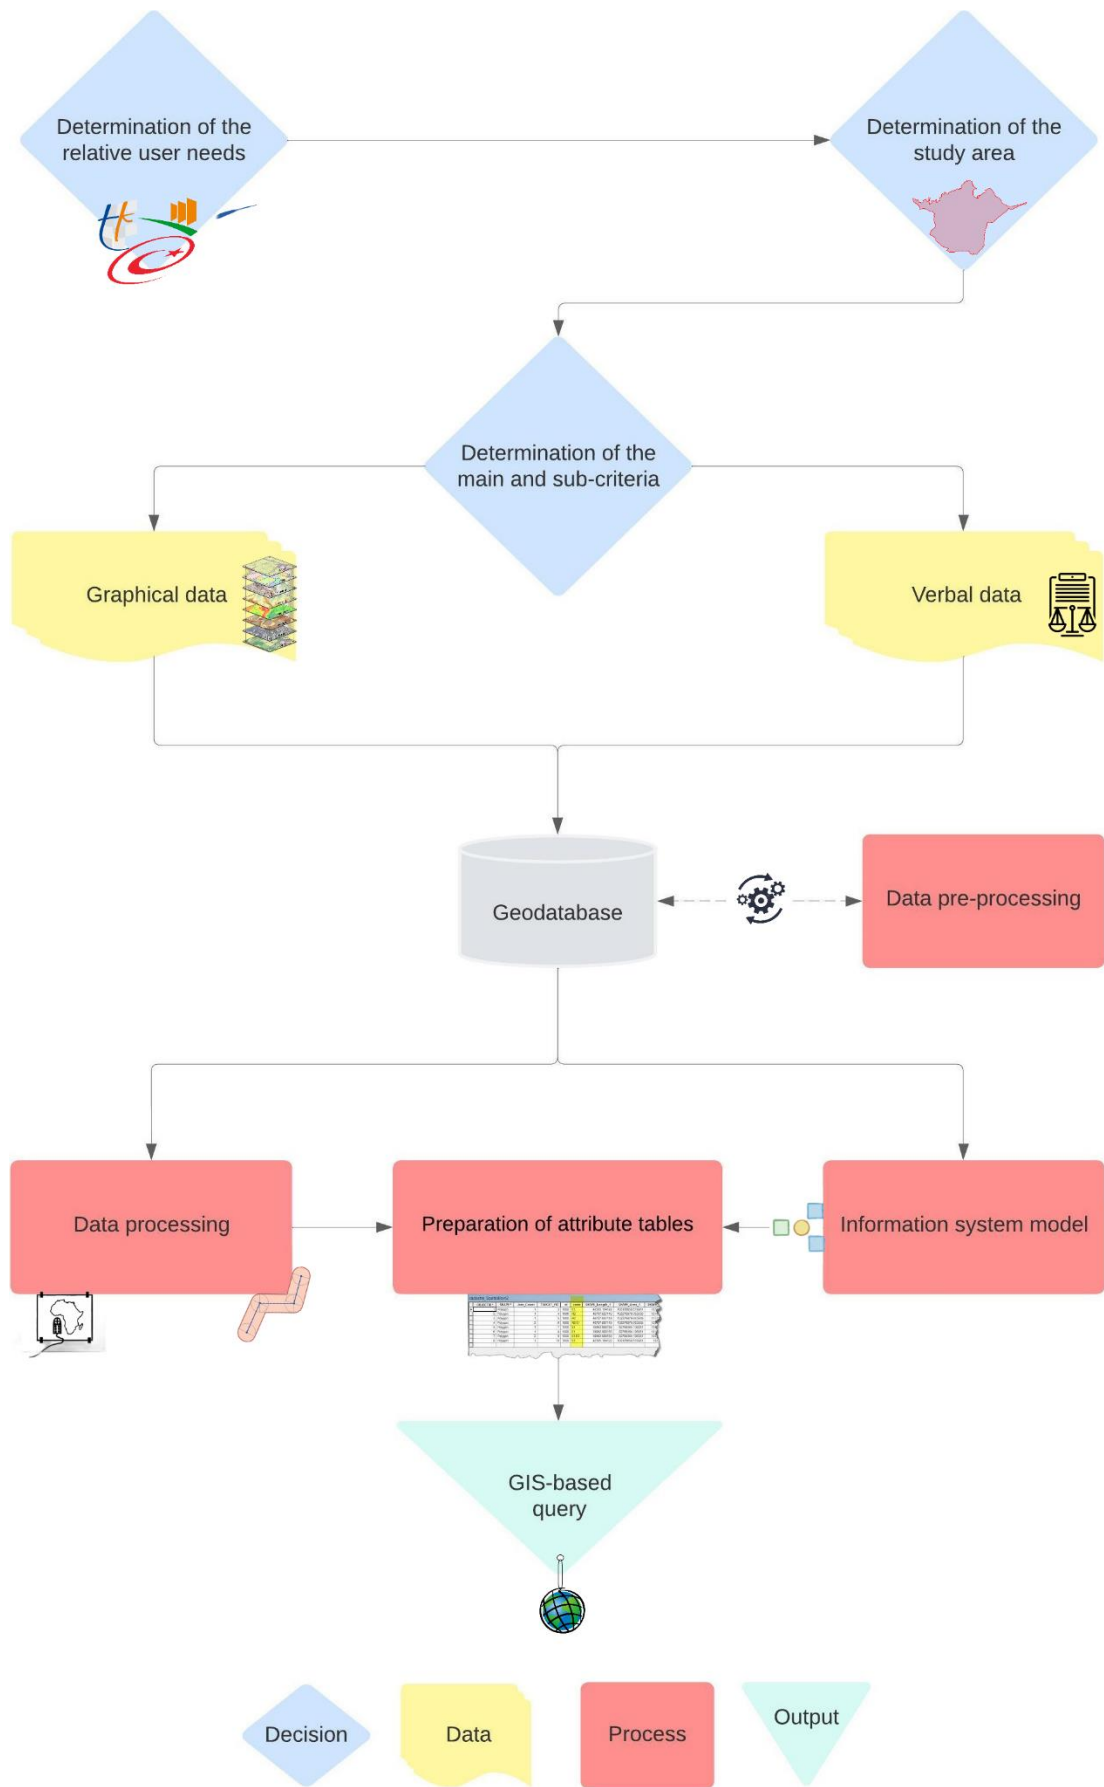 Determination of the
relative user needs
Determination of the
study area
Determination of the
main and sub-criteria
Graphical data
Verbal data
Geodatabase
Data pre-processing
Data processing
Preparation of attribute tables
Information system model
GIS-based
query
Decision
Data
Process
Output